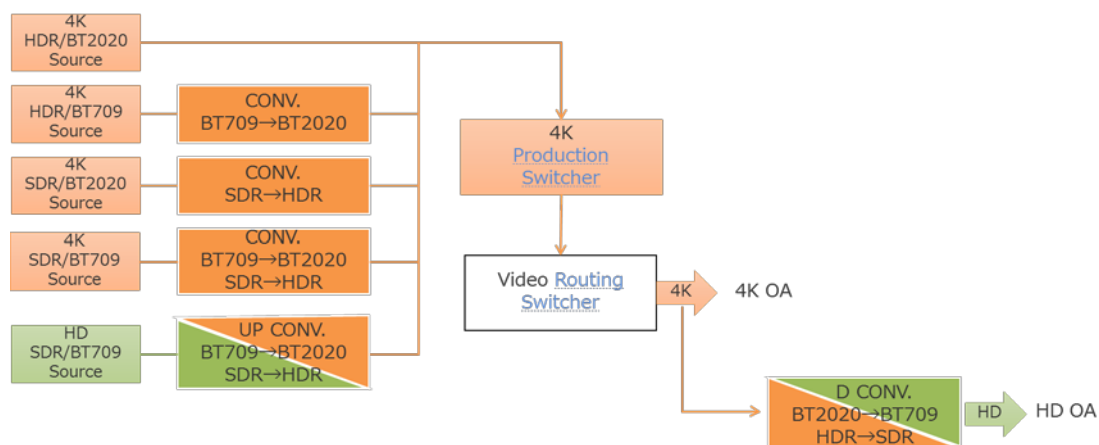 4K
HDR/BT2020
Source
4K
HDR/BT709
Source
CONV.
BT709→BT2020
4K
SDR/BT2020
Source
CONV.
SDR→HDR
4K
SDR/BT709
Source
CONV.
BT709→BT2020
SDR→HDR
HD
SDR/BT709
Source
UP CONV.
BT709→BT2020
SDR→HDR
4K
Production
Switcher
Video Routing
Switcher
4K
4K OA
D CONV.
BT2020→BT709
HDR→SDR
HD
HD OA